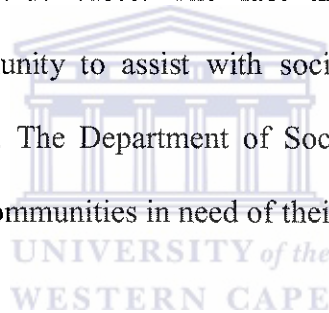 unity to assist with soci
The Department of Soc
ommunities in need of thei
UNIVERSITY of the
WESTERN CAPE